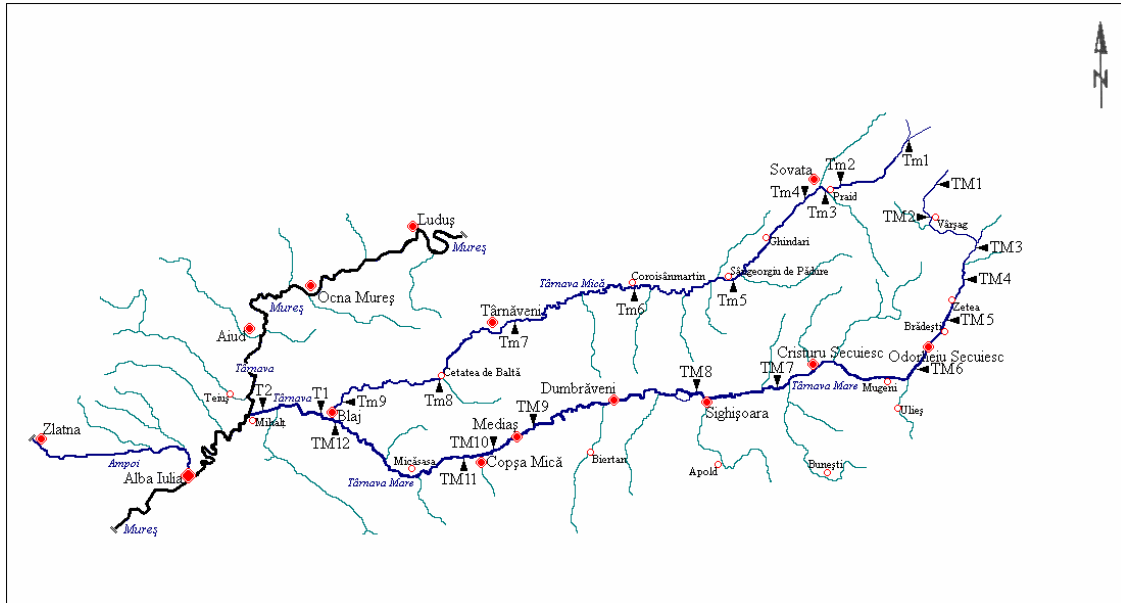 N
Tm1
Tm2
Sovata
Tm4
Praid
Tm3
TM1
TM2
Vârşag
Luduş
Mureş
Ghindari
TM3
Coroisânmartin
Sângeorgiu de Pădure
TM4
Târnava Mică
Ocna Mureş
Mureş
Tm5
Tm6
Zetea
Târnăveni
TM5
Brădeşti
Aiud
Tm7
Cristuru Secuiesc
Odorheiu Secuiesc
Târnava
Cetatea de Baltă
TM6
TM7
TM8
Târnava Mare
Mugeni
Teiuş
T2
Târnava
T1
Tm9
Tm8
Dumbrăveni
Blaj
Sighişoara
Ulieş
Mihalţ
TM9
Zlatna
TM12
Mediaş
TM10
Biertan
Ampoi
Micăsasa
Copşa Mică
Apold
Buneşti
Alba Iulia
TM11
Târnava Mare
Mureş